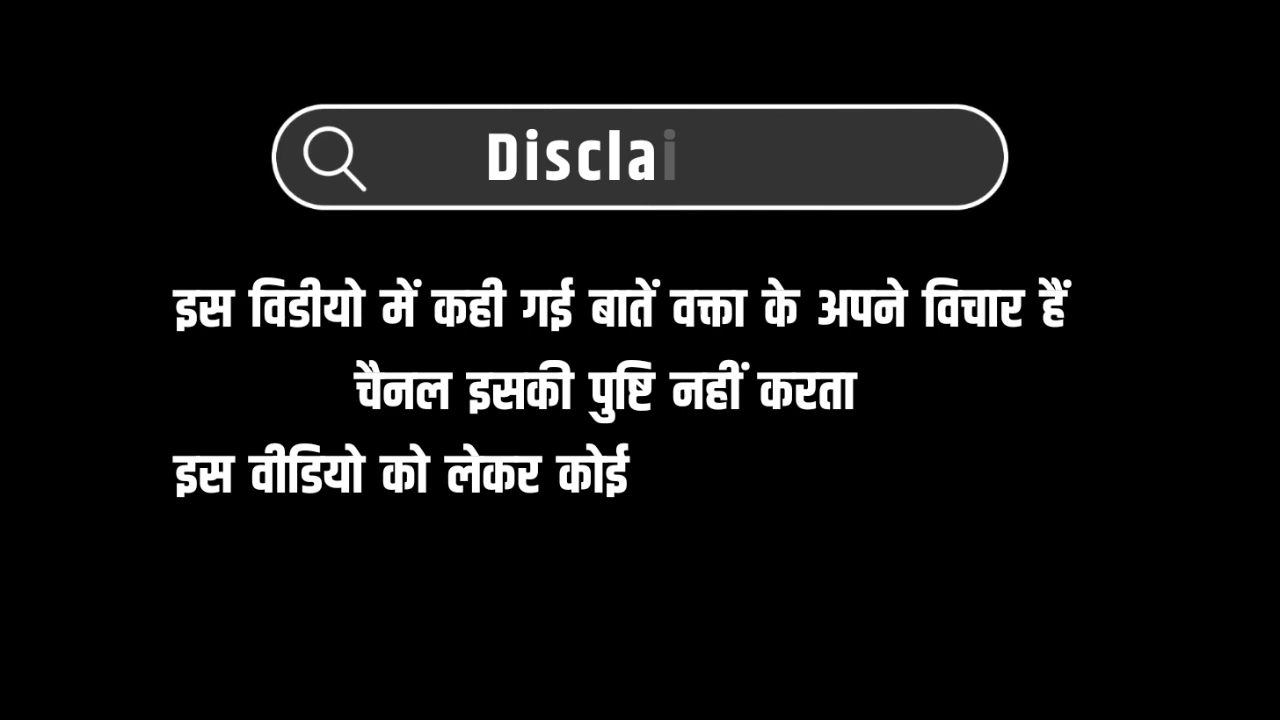 Disclai
इस विडीयो में कही गई बातें वक्ता के अपने विचार हैं
चैनल इसकी पुष्टि नहीं करता
इस वीडियो को लेकर कोई